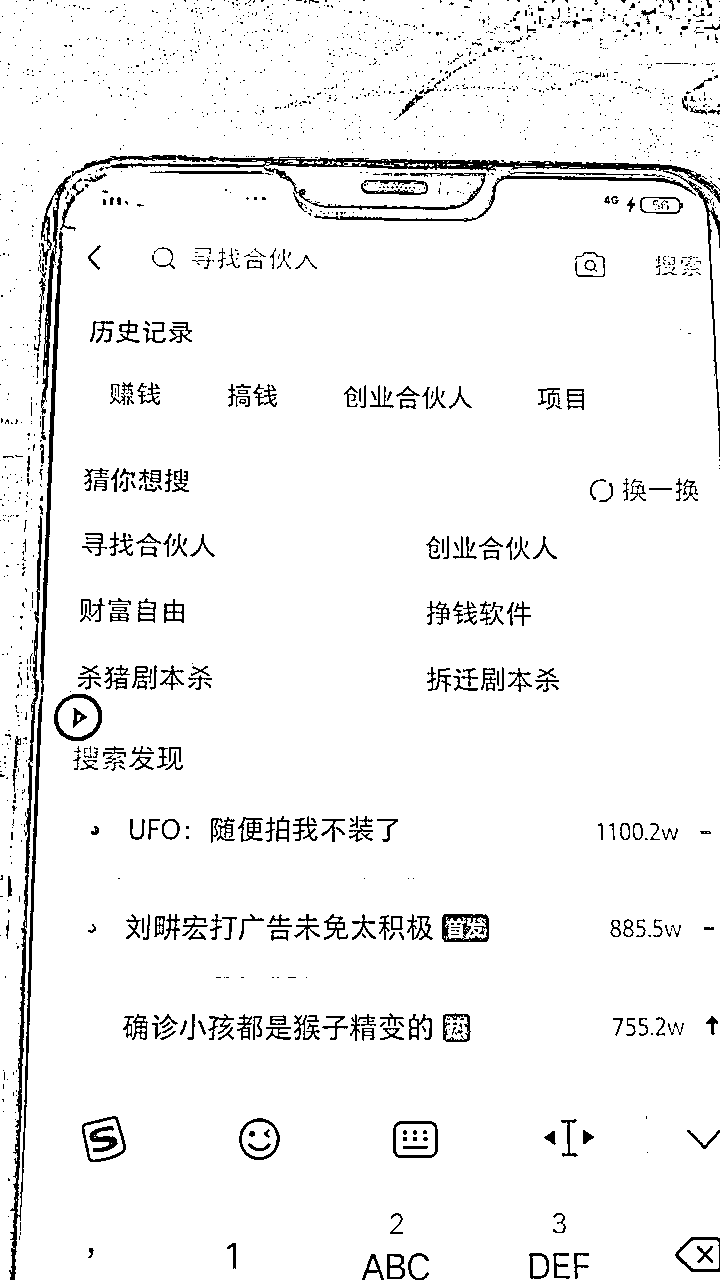 4G 56
寻找合伙人 搜索
历史记录
赚钱 搞钱 创业合伙人 项目
猜你想搜 换一换
寻找合伙人 创业合伙人
财富自由 挣钱软件
杀猪剧本杀 拆迁剧本杀
搜索发现
UFO：随便拍我不装了 1100.2w
刘畊宏打广告未免太积极 首发 885.5w
确诊小孩都是猴子精变的 热 755.2w
S
2 3
, 1 ABC DEF